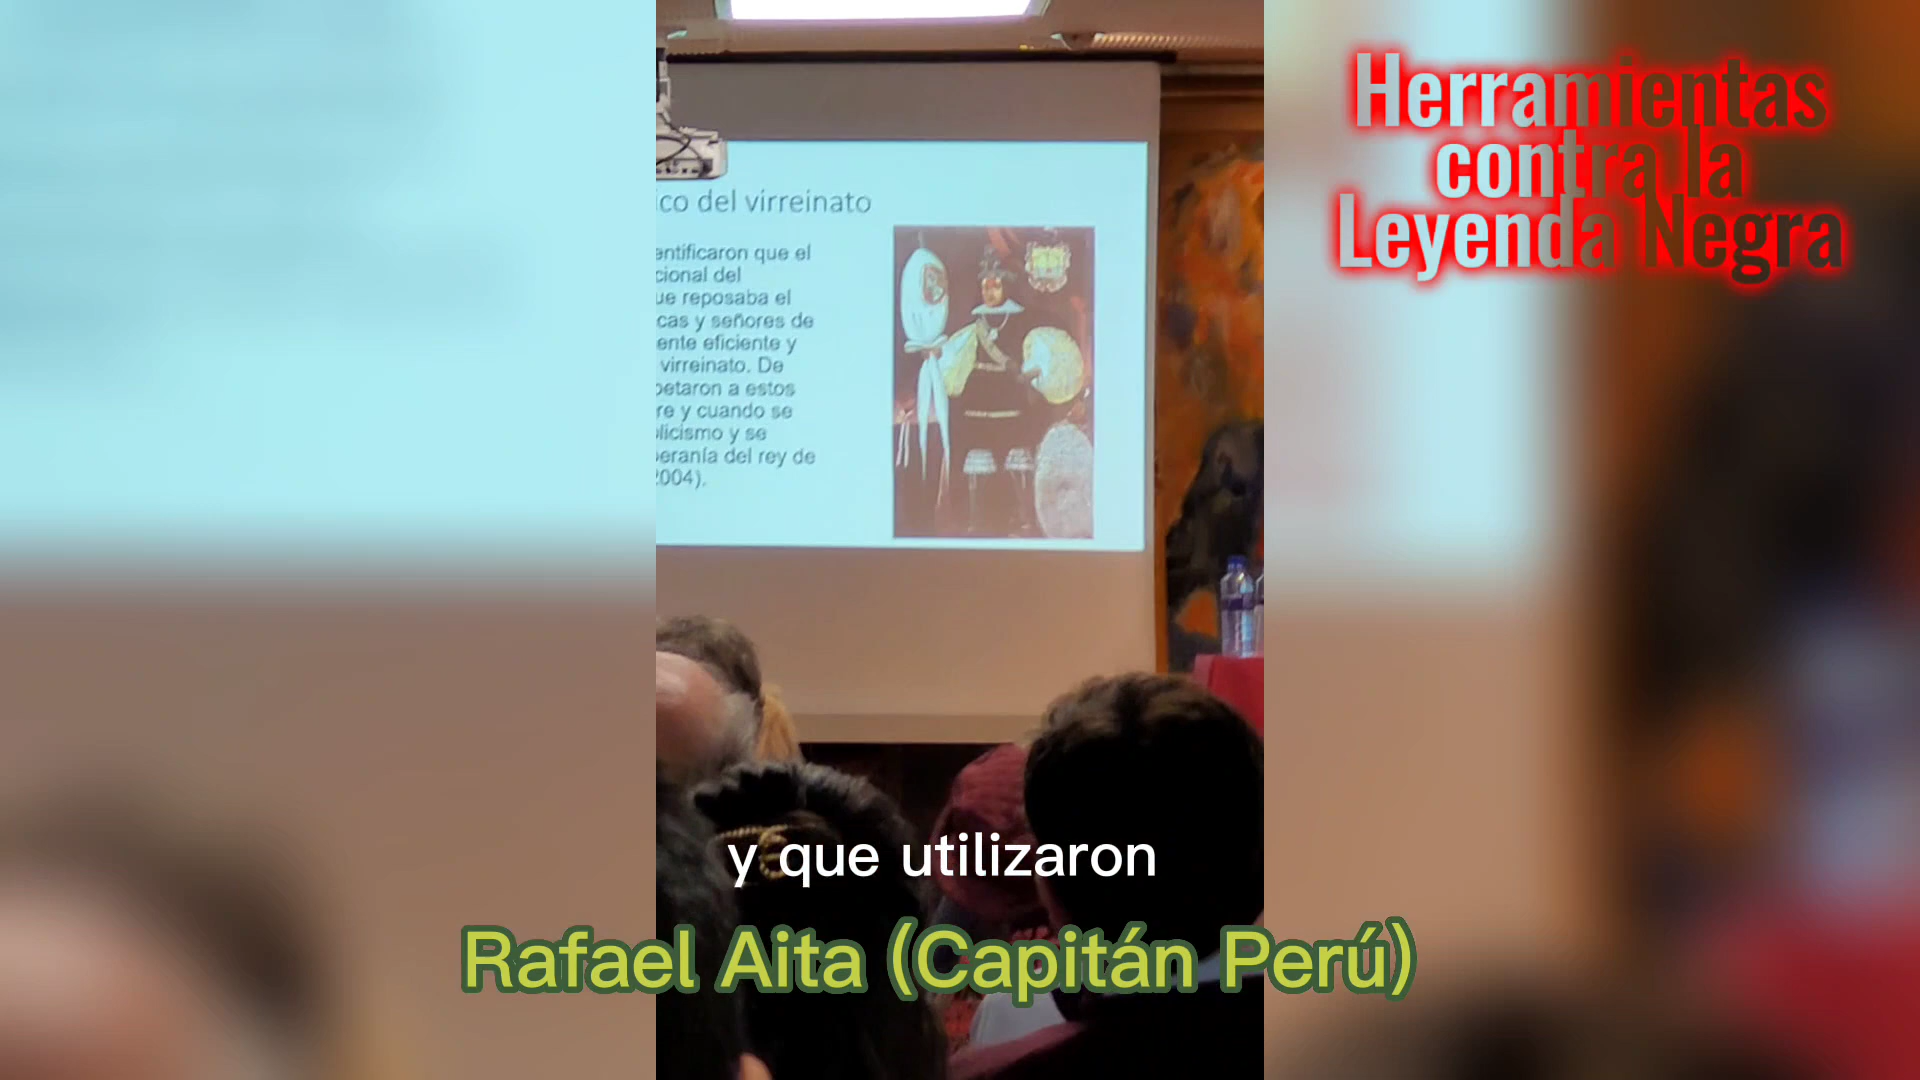 Herramientas
contra la
Leyenda Negra
ico del virreinato
entificaron que el
cional del
ue reposaba el
cas y señores de
ente eficiente y
virreinato. De
petaron a estos
re y cuando se
licismo y se
eranía del rey de
2004).
y que utilizaron
Rafael Aita (Capitán Perú)